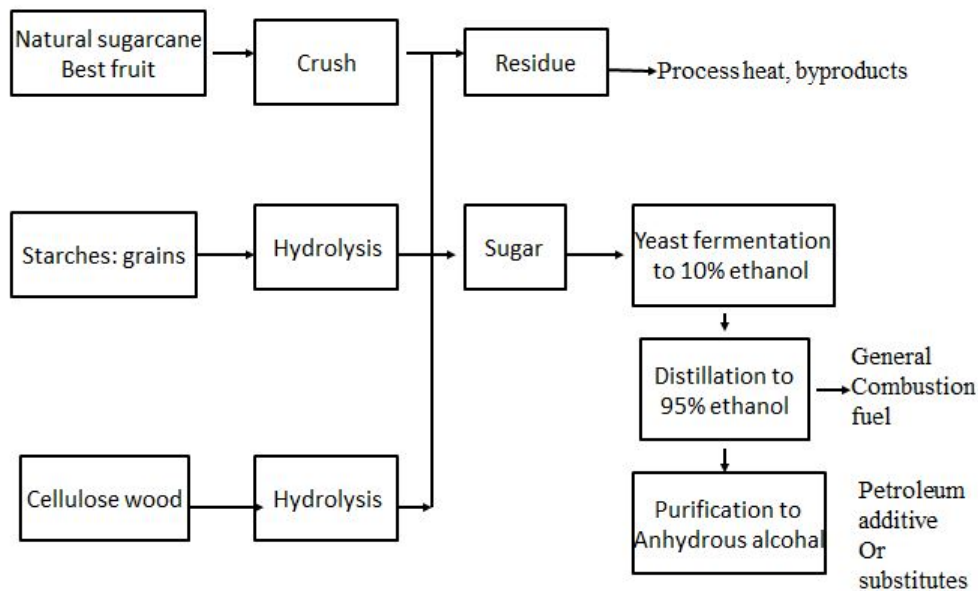 Natural sugarcane
Best fruit
Crush
Residue
Process heat, byproducts
Starches: grains
Hydrolysis
Sugar
Yeast fermentation
to 10% ethanol
Distillation to
95% ethanol
General
Combustion
fuel
Cellulose wood
Hydrolysis
Purification to
Anhydrous alcohal
Petroleum
additive
Or
substitutes